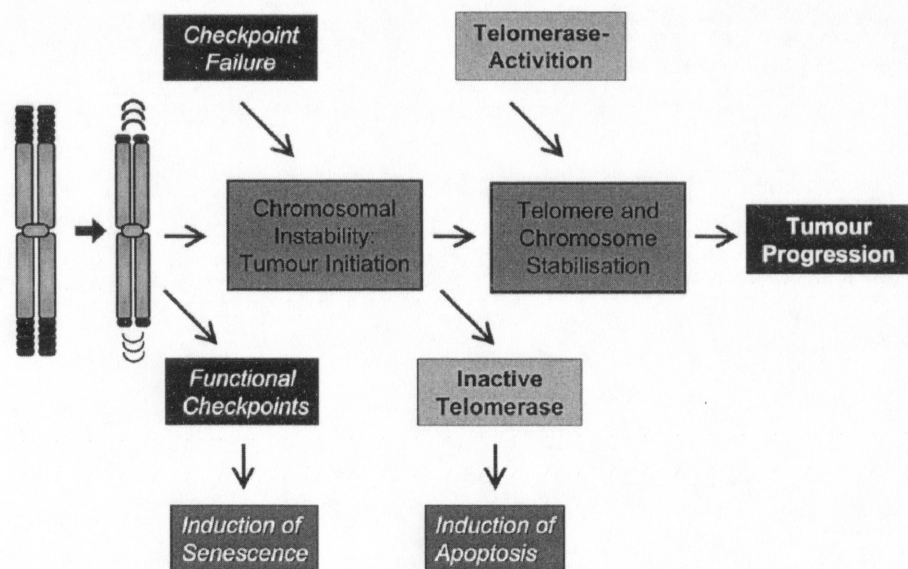 Checkpoint
Failure
Telomerase-
Activition
Chromosomal
Instability:
Tumour Initiation
Telomere and
Chromosome
Stabilisation
Tumour
Progression
Functional
Checkpoints
Inactive
Telomerase
Induction of
Senescence
Induction of
Apoptosis